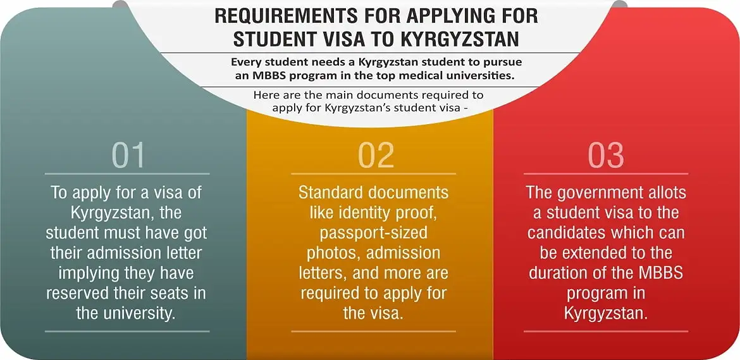 REQUIREMENTS FOR APPLYING FOR
STUDENT VISA TO KYRGYZSTAN
Every student needs a Kyrgyzstan student to pursue
an MBBS program in the top medical universities.
Here are the main documents required to
apply for Kyrgyzstan's student visa -
01
To apply for a visa of
Kyrgyzstan, the
student must have got
their admission letter
implying they have
reserved their seats in
the university.
02
Standard documents
like identity proof,
passport-sized
photos, admission
letters, and more are
required to apply for
the visa.
03
The government allots
a student visa to the
candidates which can
be extended to the
duration of the MBBS
program in
Kyrgyzstan.